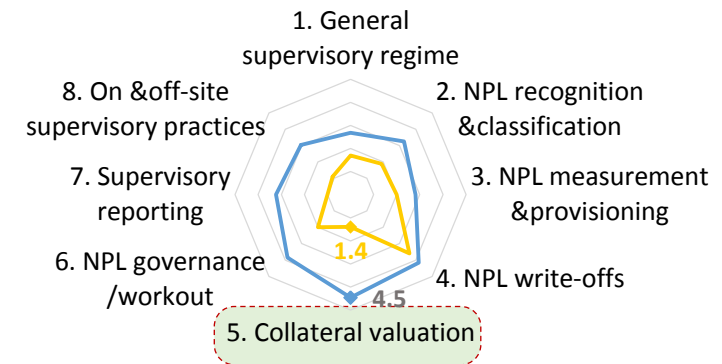 1. General
supervisory regime
8. On &off-site
supervisory practices
2. NPL recognition
&classification
7. Supervisory
reporting
3. NPL measurement
&provisioning
1.4
6. NPL governance
/workout
4. NPL write-offs
4.5
5. Collateral valuation